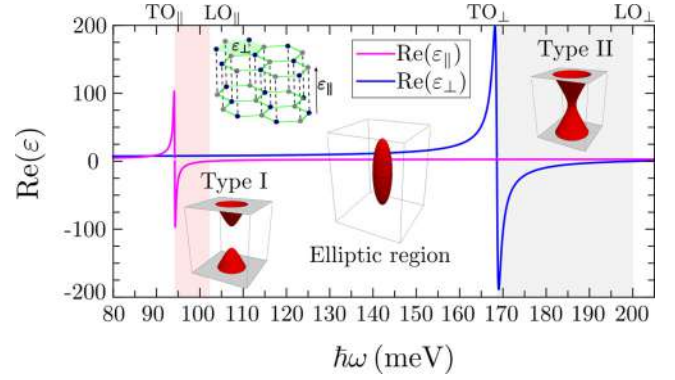 TO∥ LO∥ TO⊥ LO⊥
200
100
0
-100
-200
Re(ε)
ε⊥
ε∥
Re(ε∥)
Re(ε⊥)
Type II
Type I
Elliptic region
80 90 100 110 120 130 140 150 160 170 180 190 200
ℏω (meV)